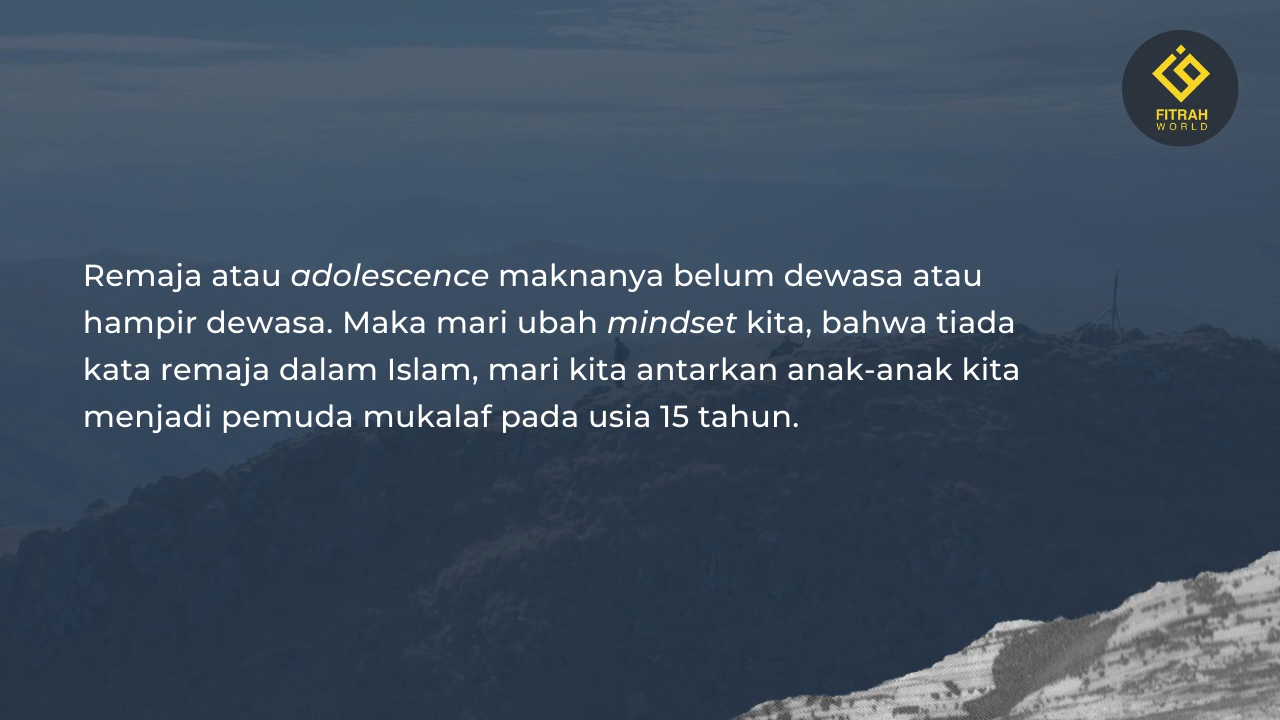 FITRAH
WORLD
Remaja atau adolescence maknanya belum dewasa atau
hampir dewasa. Maka mari ubah mindset kita, bahwa tiada
kata remaja dalam Islam, mari kita antarkan anak-anak kita
menjadi pemuda mukalaf pada usia 15 tahun.